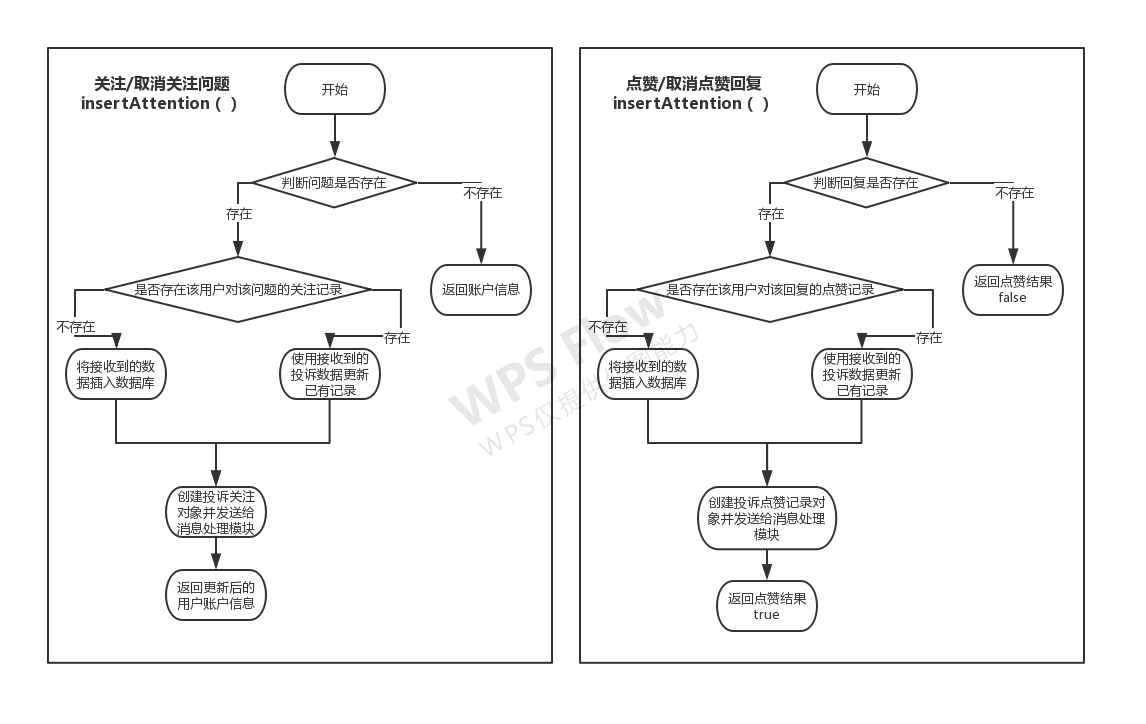 关注/取消关注问题
insertAttention（ ）
开始
判断问题是否存在
不存在
存在
是否存在该用户对该问题的关注记录
返回账户信息
不存在
存在
将接收到的数
据插入数据库
使用接收到的
投诉数据更新
已有记录
创建投诉关注
对象并发送给
消息处理模块
返回更新后的
用户账户信息
点赞/取消点赞回复
insertAttention（ ）
开始
判断回复是否存在
不存在
存在
是否存在该用户对该回复的点赞记录
返回点赞结果
false
不存在
存在
将接收到的数
据插入数据库
使用接收到的
投诉数据更新
已有记录
创建投诉点赞记录对
象并发送给消息处理
模块
返回点赞结果
true
WPS Flow
WPS仅提供作图能力